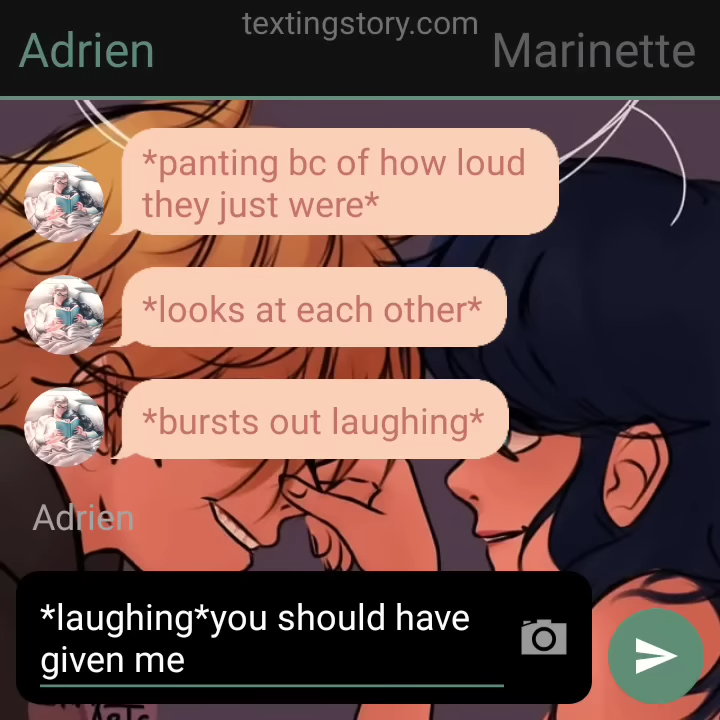 textingstory.com
Adrien
Marinette
*panting bc of how loud
they just were*
*looks at each other*
*bursts out laughing*
Adrien
*laughing*you should have
given me